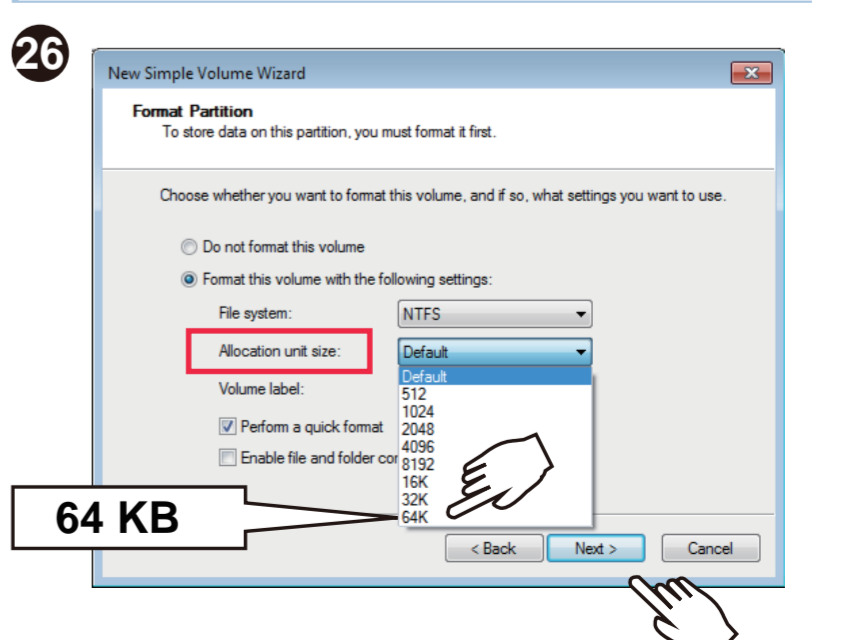 26
New Simple Volume Wizard
Format Partition
To store data on this partition, you must format it first.
Choose whether you want to format this volume, and if so, what settings you want to use.
Do not format this volume
Format this volume with the following settings:
File system: NTFS
Allocation unit size: Default
Default
Volume label:
512
1024
Perform a quick format
2048
4096
Enable file and folder
8192
16K
32K
64 KB
64K
< Back Next > Cancel